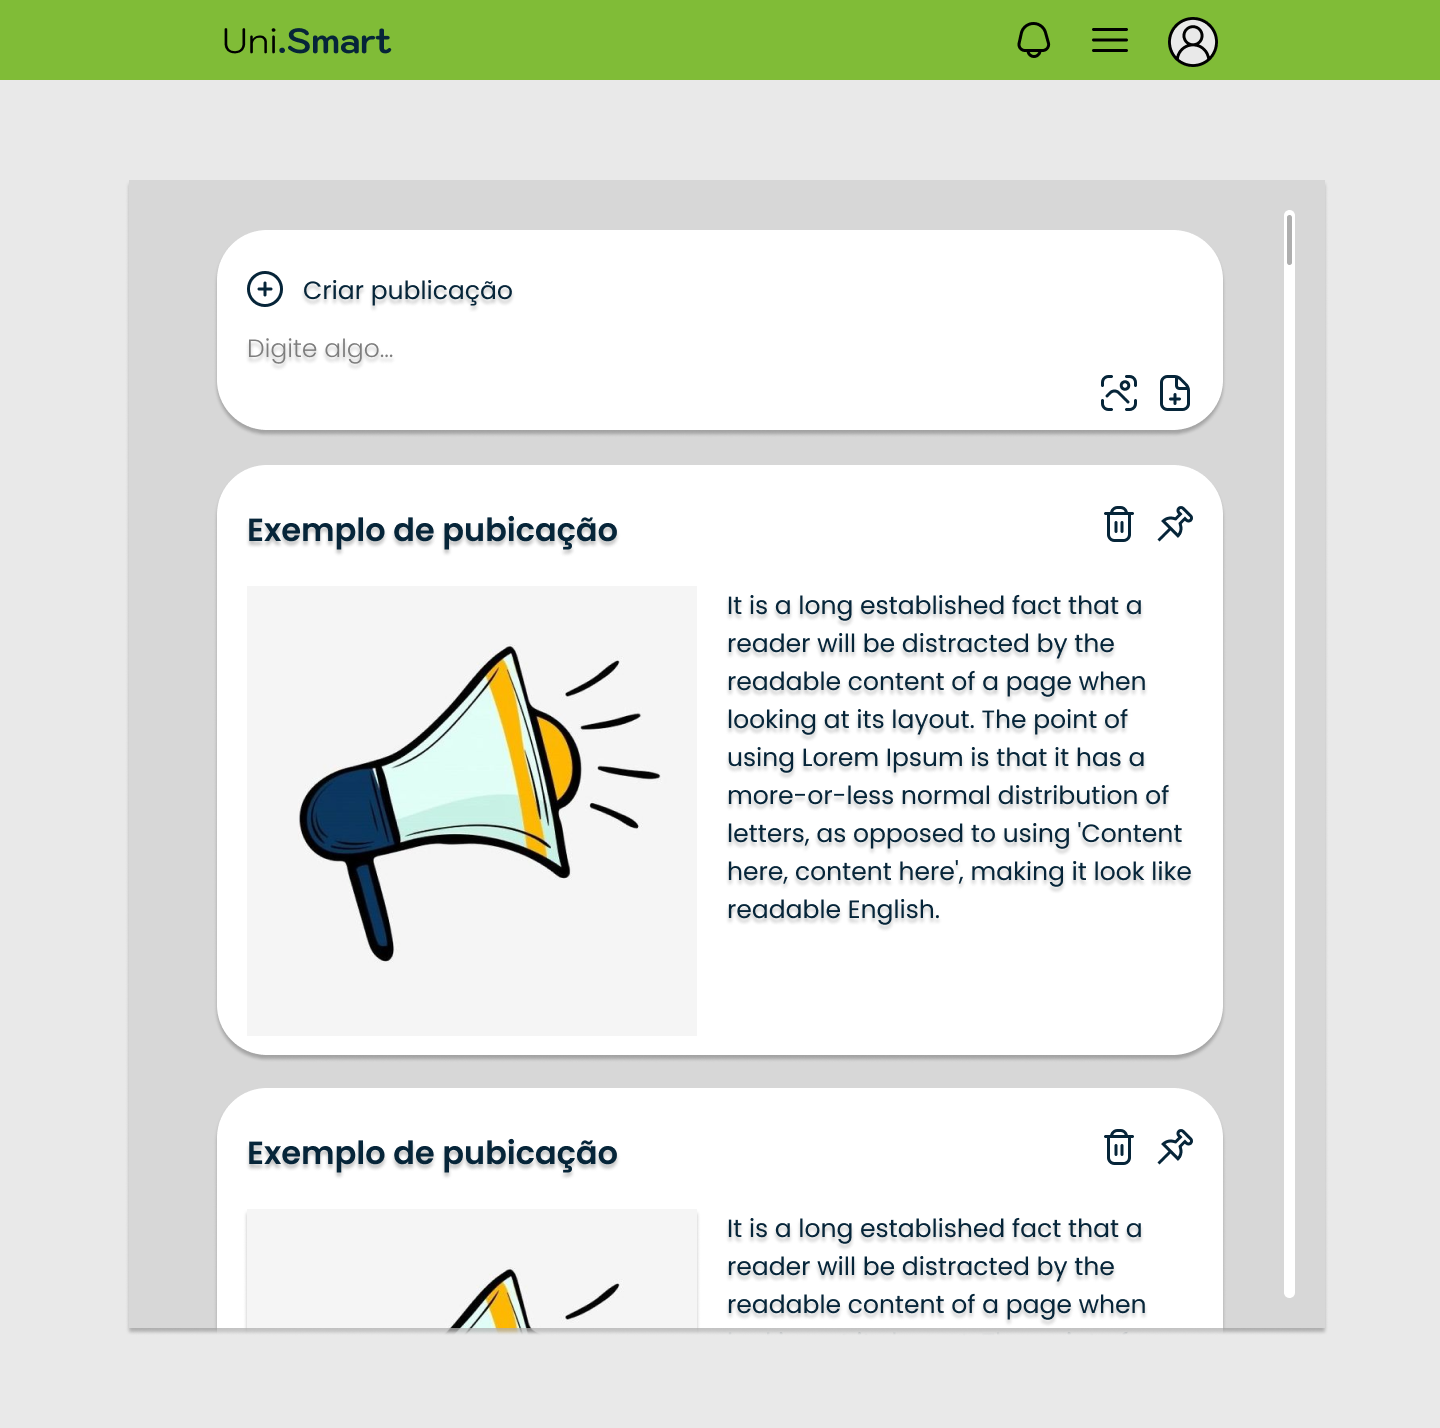 Uni.Smart
Criar publicação
Digite algo...
Exemplo de pubicação
It is a long established fact that a
reader will be distracted by the
readable content of a page when
looking at its layout. The point of
using Lorem Ipsum is that it has a
more-or-less normal distribution of
letters, as opposed to using 'Content
here, content here', making it look like
readable English.
Exemplo de pubicação
It is a long established fact that a
reader will be distracted by the
readable content of a page when